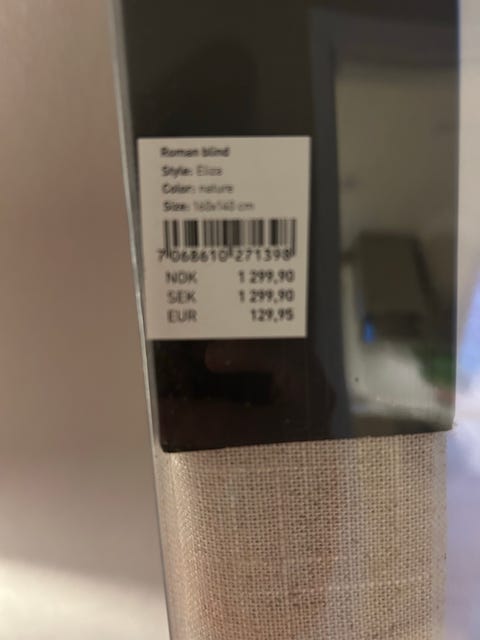 Roman blind
Style: Eliza
Color: nature
Size: 160x140 cm
7 068610 271398
NOK 1 299,90
SEK 1 299,90
EUR 129,95